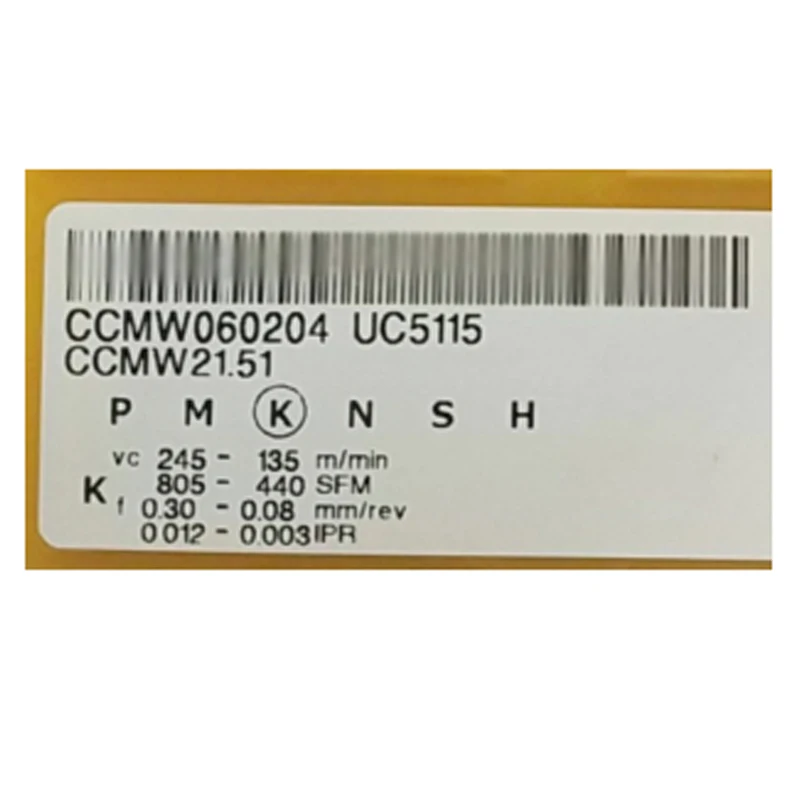 CCMW060204 UC5115
CCMW21.51
P M K N S H
vc 245 - 135 m/min
K 805 - 440 SFM
f 0.30 - 0.08 mm/rev
0 012 - 0.003 IPR